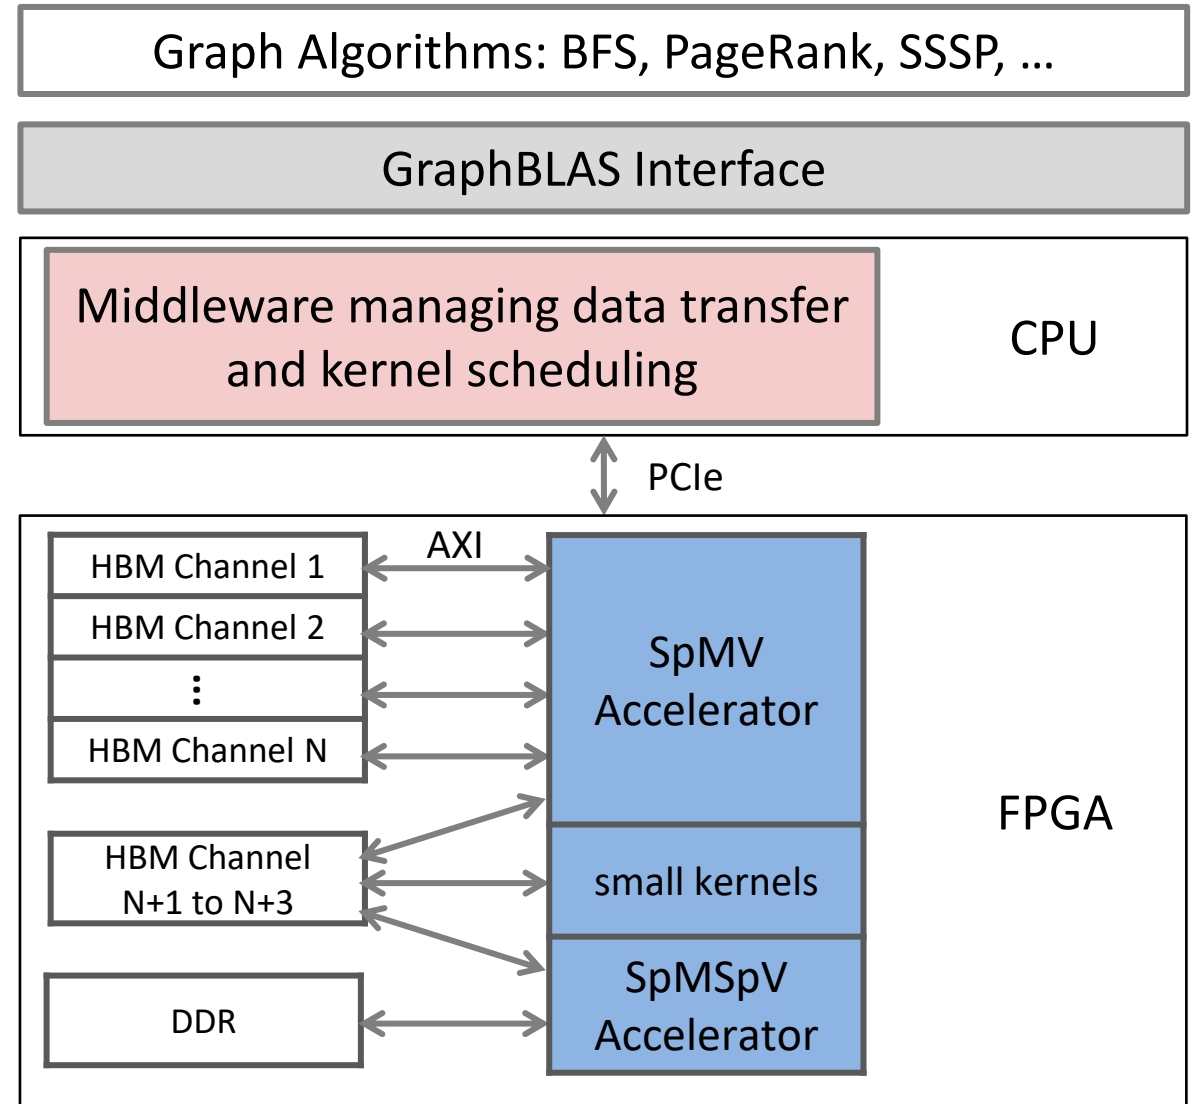 Graph Algorithms: BFS, PageRank, SSSP, ...
GraphBLAS Interface
Middleware managing data transfer
and kernel scheduling
CPU
PCIe
AXI
HBM Channel 1
HBM Channel 2
⋮
HBM Channel N
HBM Channel
N+1 to N+3
DDR
SpMV
Accelerator
small kernels
SpMSpV
Accelerator
FPGA